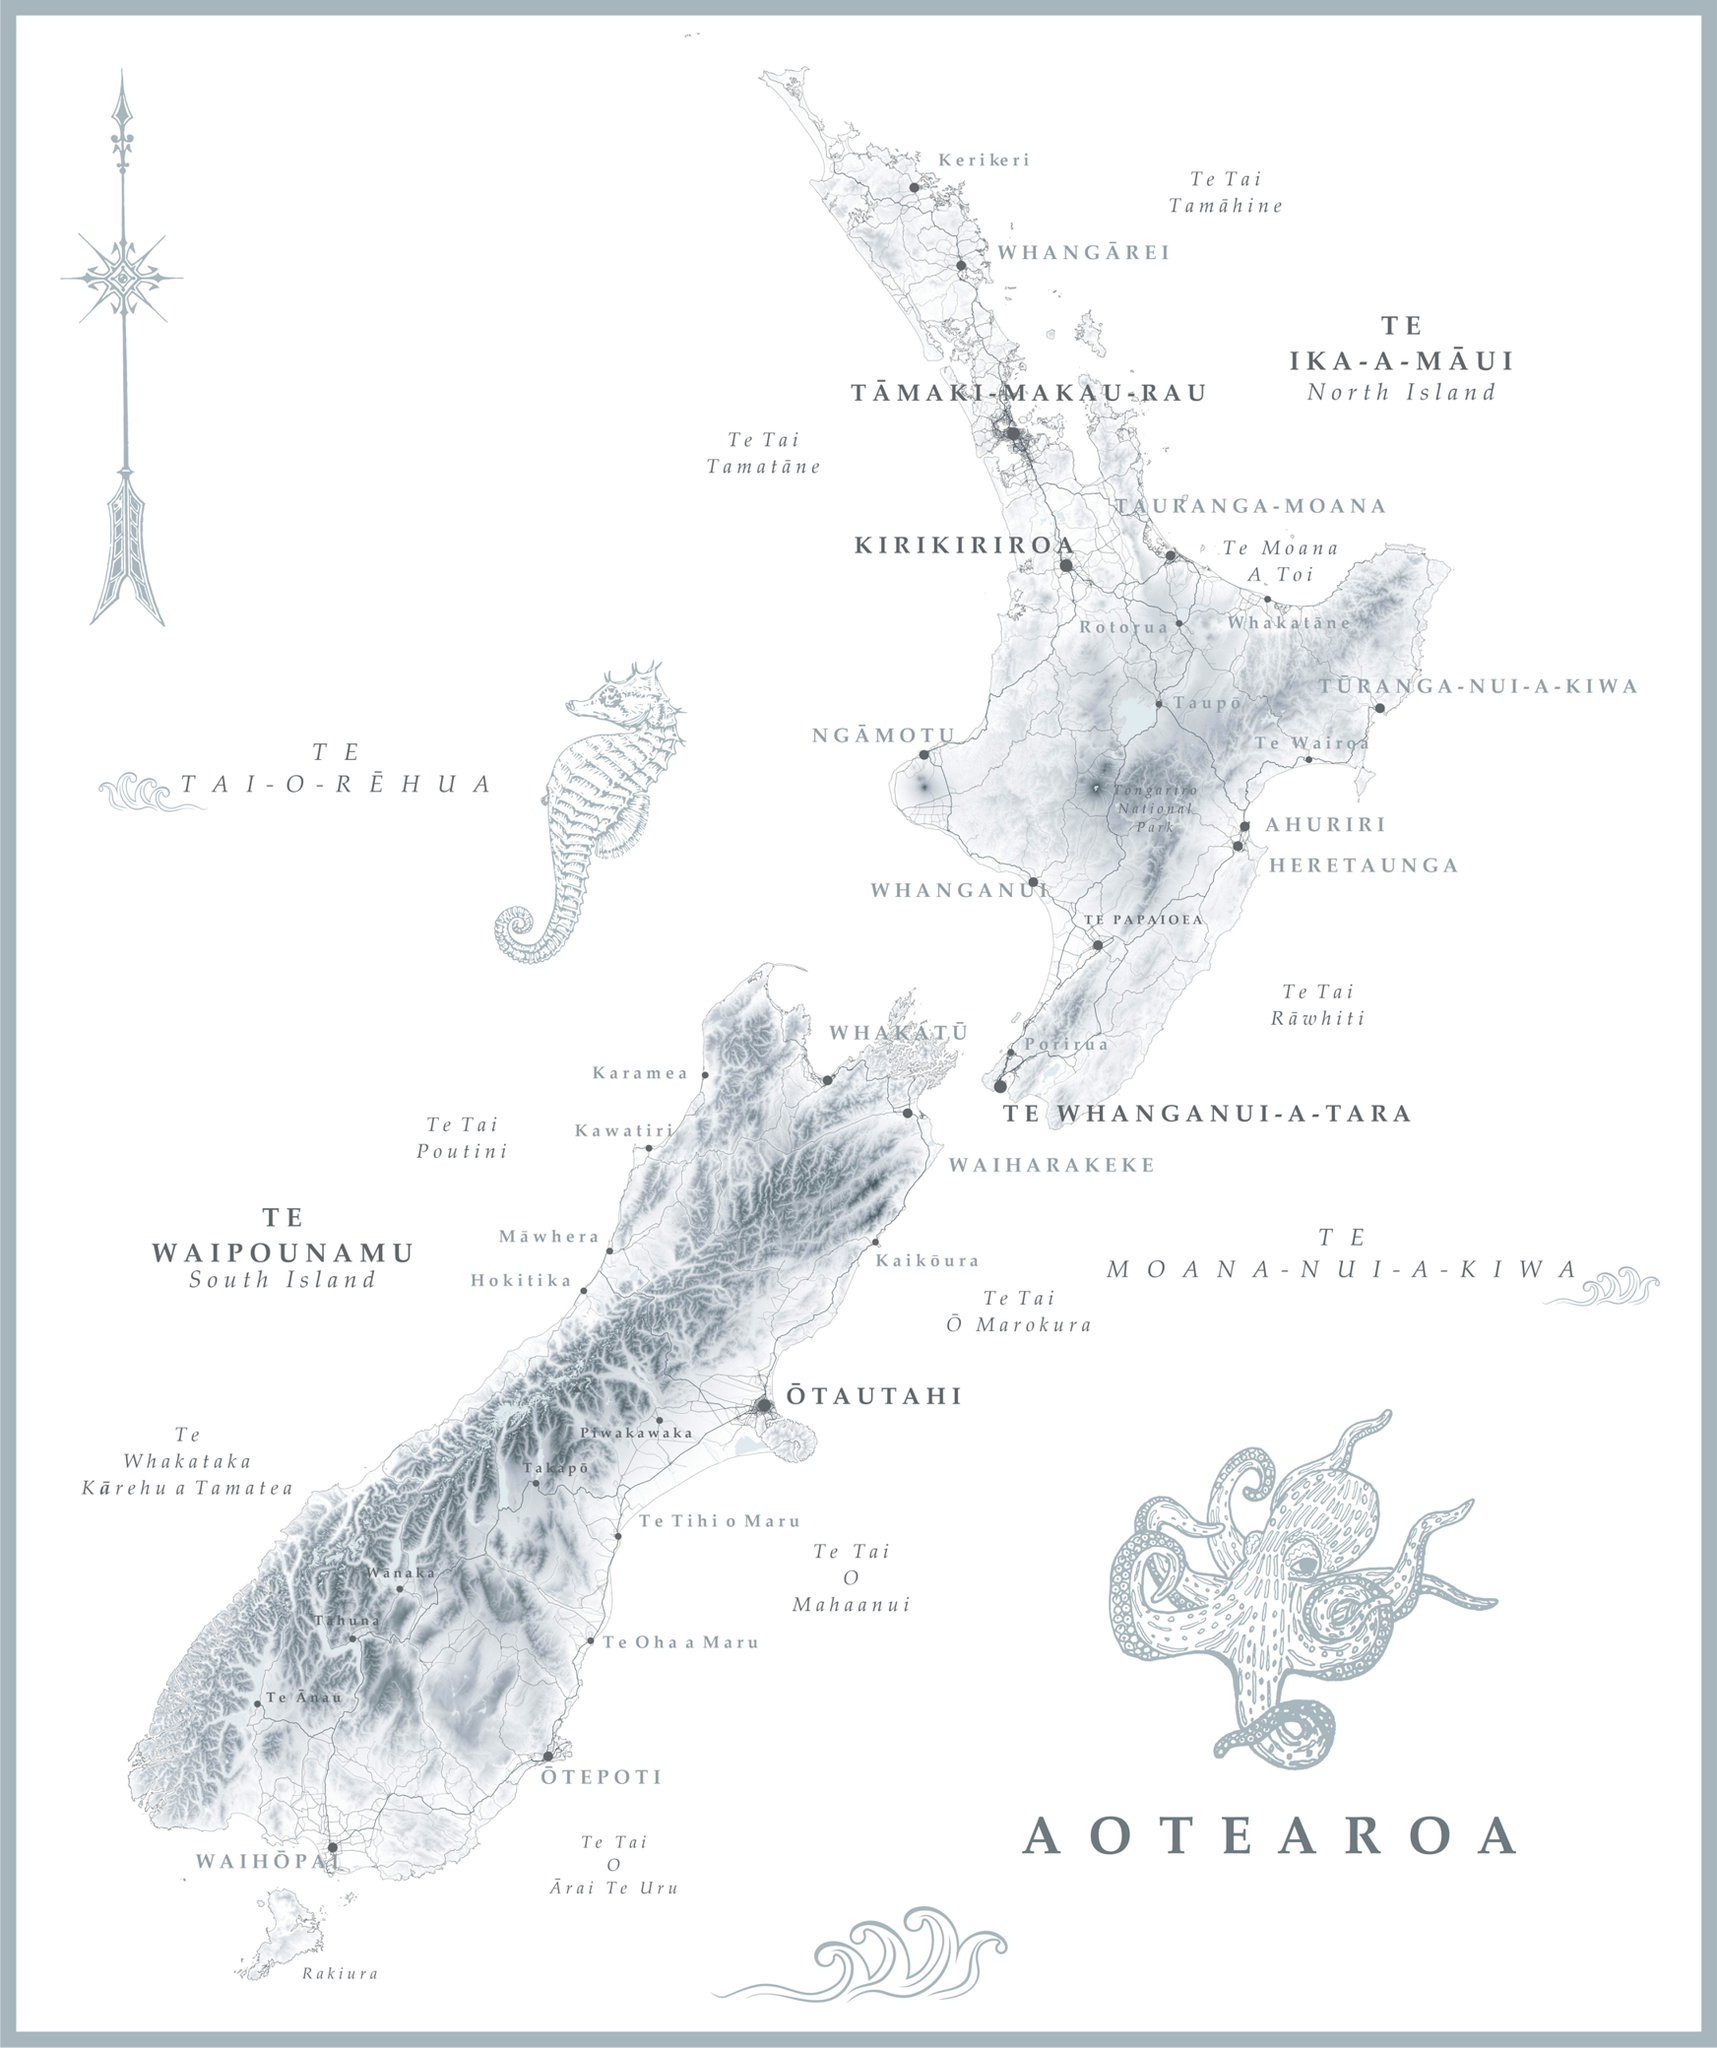 Kerikeri
Te Tai
Tamāhine
WHANGĀREI
TE
IKA-A-MĀUI
North Island
TĀMAKI-MAKAU-RAU
Te Tai
Tamatāne
TAURANGA-MOANA
KIRIKIRIROA
Te Moana
A Toi
Rotorua
Whakatāne
TŪRANGA-NUI-A-KIWA
Taupō
NGĀMOTU
Te Wairoa
TE
TAI-O-RĒHUA
Tongariro
National
Park
AHURIRI
HERETAUNGA
WHANGANUI
TE PAPAIOEA
Te Tai
Rāwhiti
WHAKATŪ
Porirua
Karamea
TE WHANGANUI-A-TARA
Te Tai
Poutini
Kawatiri
WAIHARAKEKE
TE
WAIPOUNAMU
South Island
Māwhera
Kaikōura
TE
MOANA-NUI-A-KIWA
Hokitika
Te Tai
Ō Marokura
ŌTAUTAHI
Te
Whakataka
Kārehu a Tamatea
Piwakawaka
Takapō
Te Tihi o Maru
Te Tai
O
Mahaanui
Wānaka
Tāhuna
Te Oha a Maru
Te Ānau
ŌTEPOTI
AOTEAROA
WAIHŌPAI
Te Tai
O
Ārai Te Uru
Rakiura